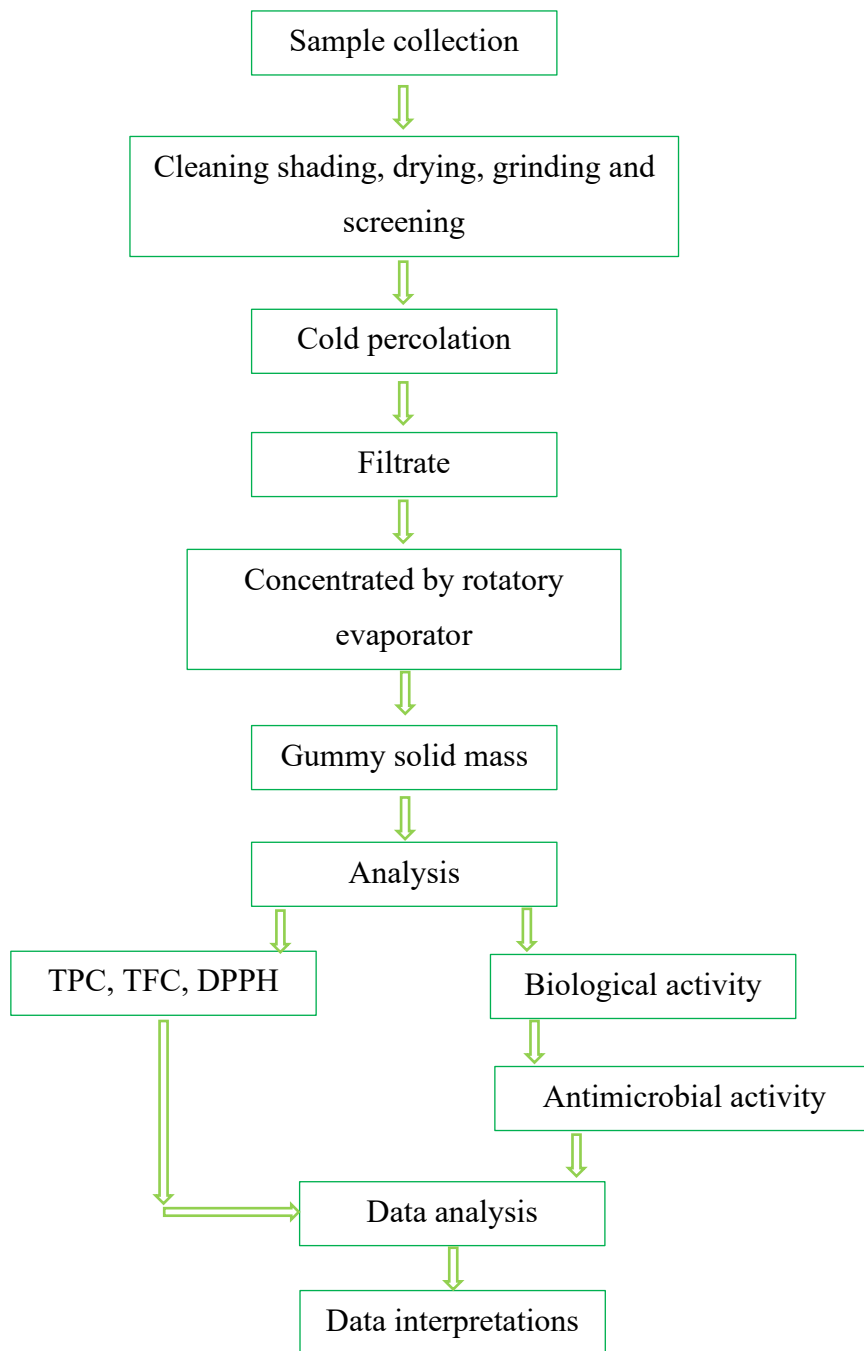 Sample collection
Cleaning shading, drying, grinding and
screening
Cold percolation
Filtrate
Concentrated by rotatory
evaporator
Gummy solid mass
Analysis
TPC, TFC, DPPH
Biological activity
Antimicrobial activity
Data analysis
Data interpretations